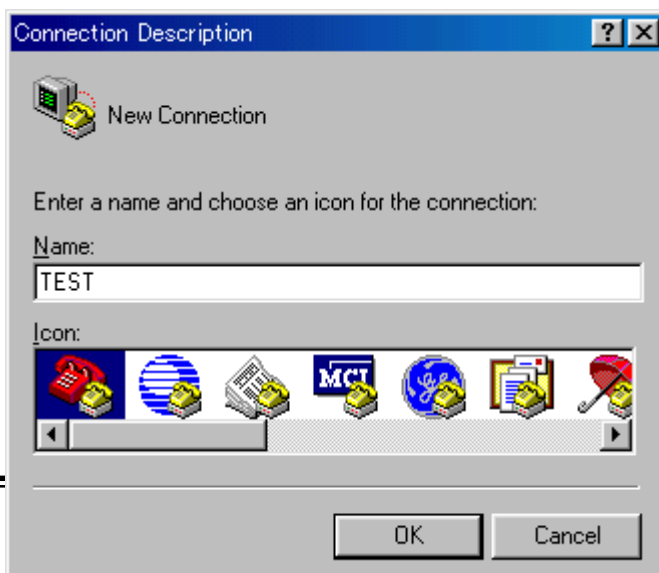 Connection Description
New Connection
Enter a name and choose an icon for the connection:
Name:
TEST
Icon:
MCI
OK Cancel